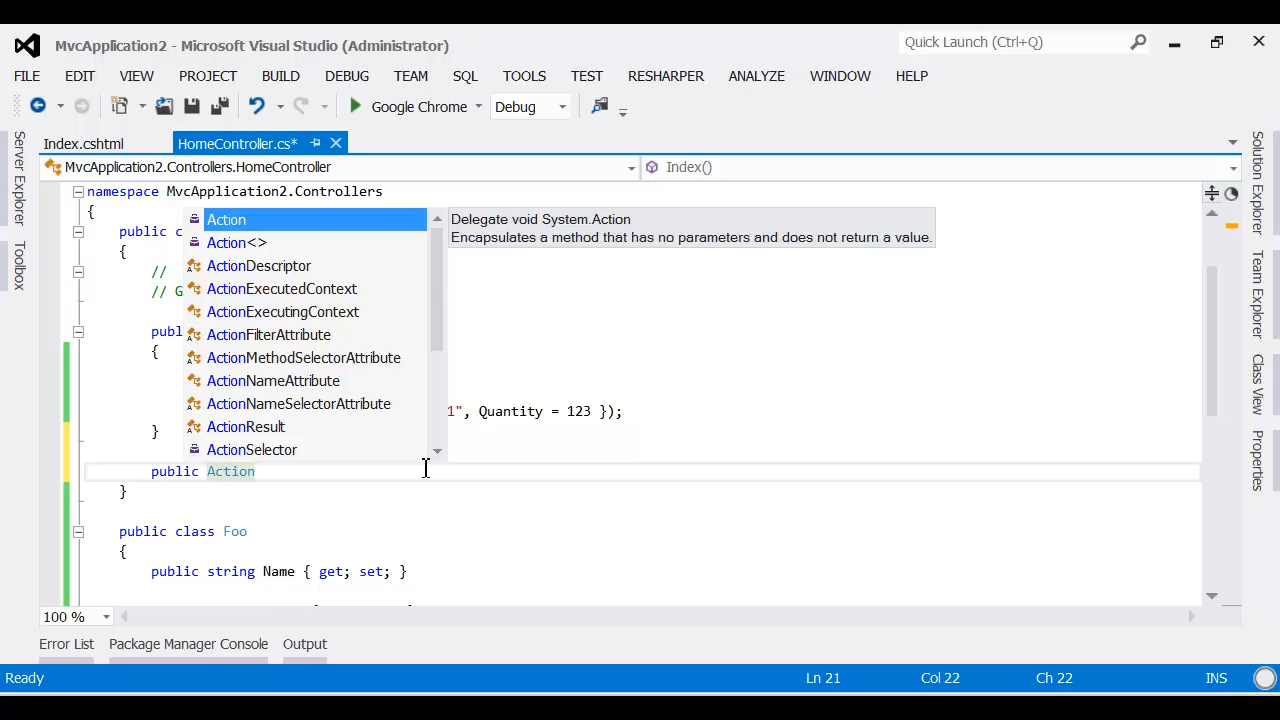 MvcApplication2 - Microsoft Visual Studio (Administrator)
Quick Launch (Ctrl+Q)
FILE EDIT VIEW PROJECT BUILD DEBUG TEAM SQL TOOLS TEST RESHARPER ANALYZE WINDOW HELP
Google Chrome Debug
Index.cshtml HomeController.cs*
MvcApplication2.Controllers.HomeController Index()
Server Explorer
Toolbox
Solution Explorer
Team Explorer
Class View
Properties
namespace MvcApplication2.Controllers
{
public c
{
//
// G
publ
{
1", Quantity = 123 });
}
public Action
}
public class Foo
{
public string Name { get; set; }
Action
Action<>
ActionDescriptor
ActionExecutedContext
ActionExecutingContext
ActionFilterAttribute
ActionMethodSelectorAttribute
ActionNameAttribute
ActionNameSelectorAttribute
ActionResult
ActionSelector
Delegate void System.Action
Encapsulates a method that has no parameters and does not return a value.
100 %
Error List Package Manager Console Output
Ready Ln 21 Col 22 Ch 22 INS